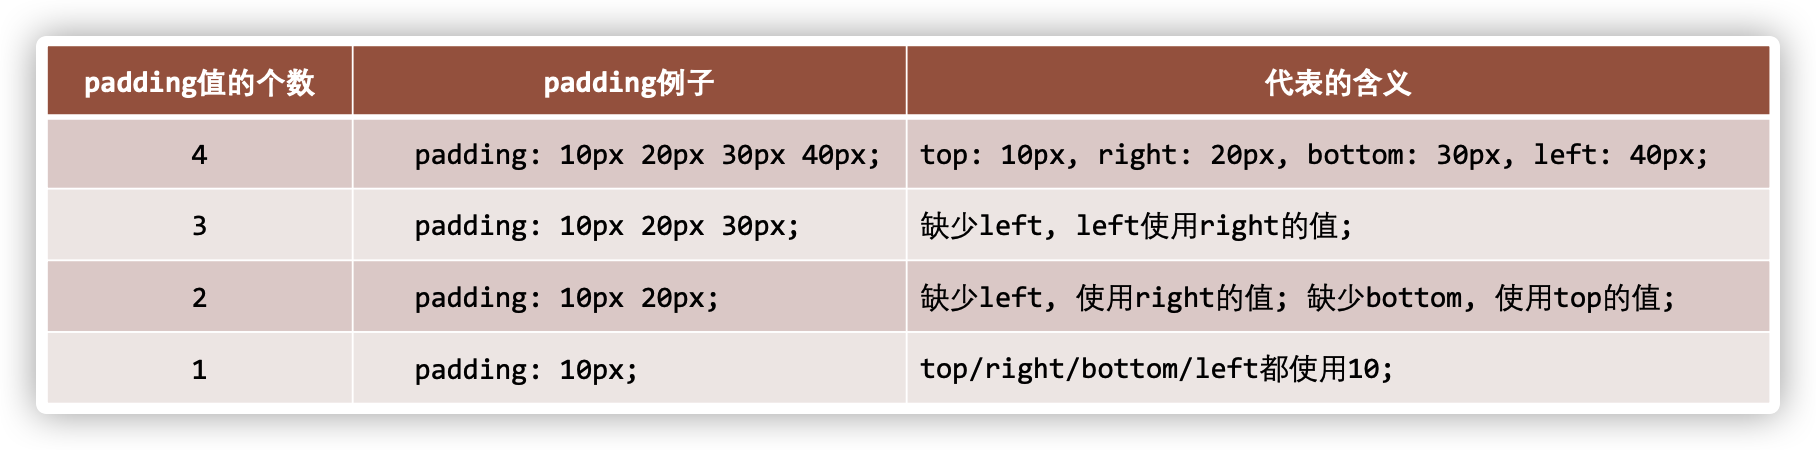 padding值的个数 padding例子 代表的含义
4 padding: 10px 20px 30px 40px; top: 10px, right: 20px, bottom: 30px, left: 40px;
3 padding: 10px 20px 30px; 缺少left, left使用right的值;
2 padding: 10px 20px; 缺少left, 使用right的值; 缺少bottom, 使用top的值;
1 padding: 10px; top/right/bottom/left都使用10;